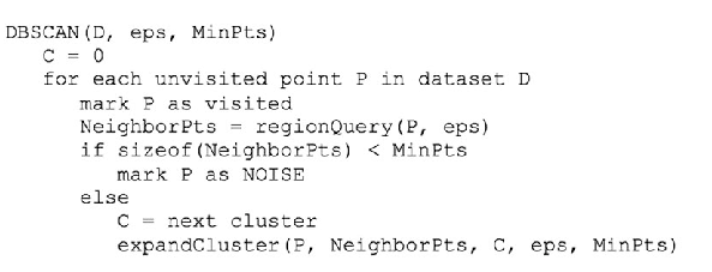 DBSCAN(D, eps, MinPts)
C = 0
for each unvisited point P in dataset D
mark P as visited
NeighborPts = regionQuery(P, eps)
if sizeof(NeighborPts) < MinPts
mark P as NOISE
else
C = next cluster
expandCluster(P, NeighborPts, C, eps, MinPts)